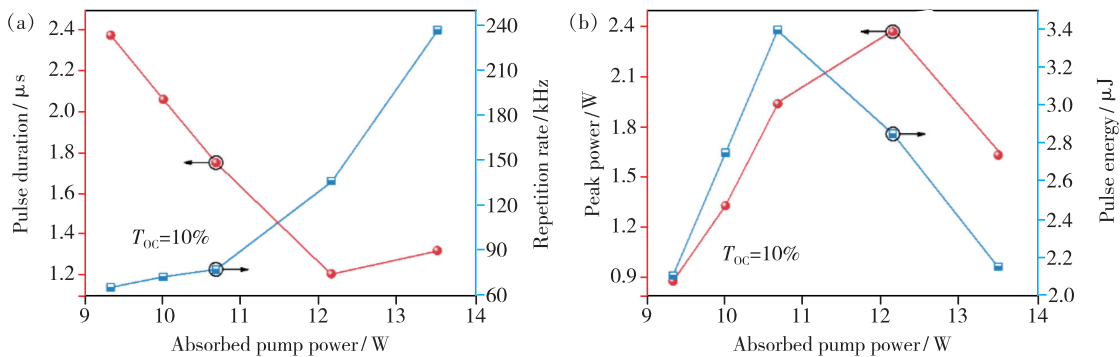 (a)
2.4
2.2
2.0
1.8
1.6
1.4
1.2
Pulse duration / μs
240
210
180
150
120
90
60
Repetition rate / kHz
T_OC=10%
9 10 11 12 13 14
Absorbed pump power / W
(b)
2.4
2.1
1.8
1.5
1.2
0.9
Peak power / W
3.4
3.2
3.0
2.8
2.6
2.4
2.2
2.0
Pulse energy / μJ
T_OC=10%
9 10 11 12 13 14
Absorbed pump power / W